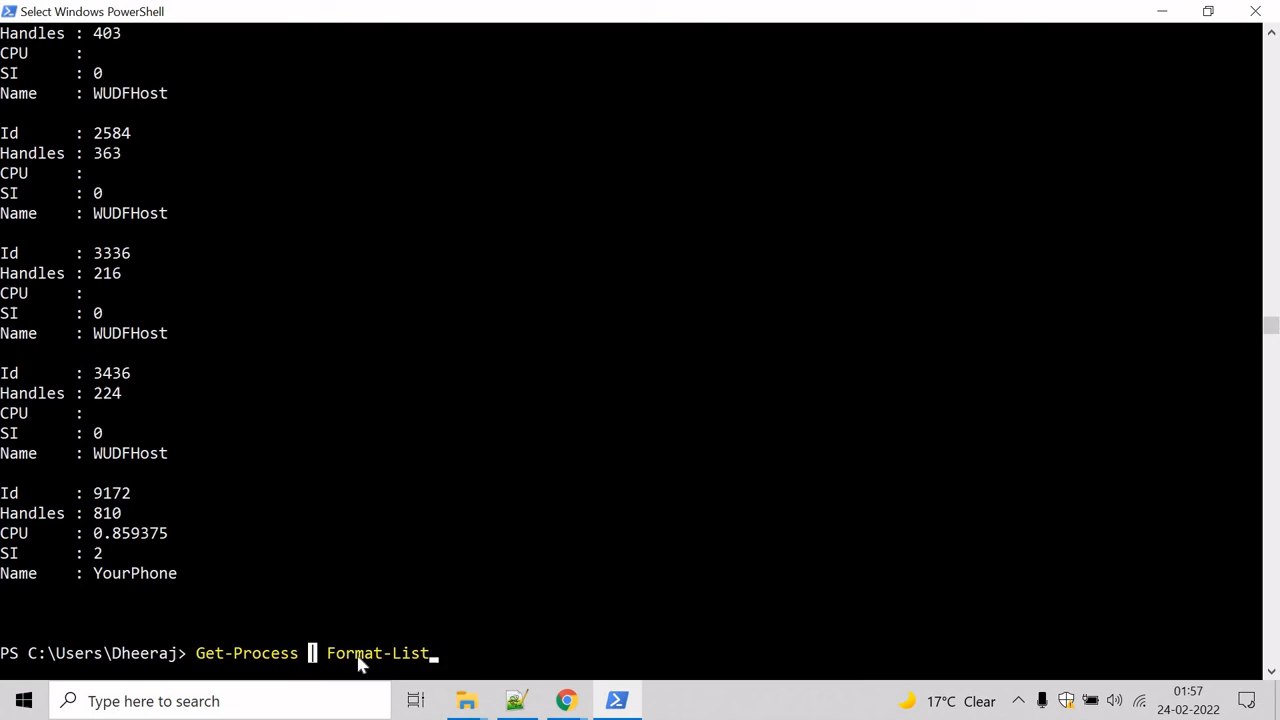 Select Windows PowerShell
Handles : 403
CPU     :
SI      : 0
Name    : WUDFHost
Id      : 2584
Handles : 363
CPU     :
SI      : 0
Name    : WUDFHost
Id      : 3336
Handles : 216
CPU     :
SI      : 0
Name    : WUDFHost
Id      : 3436
Handles : 224
CPU     :
SI      : 0
Name    : WUDFHost
Id      : 9172
Handles : 810
CPU     : 0.859375
SI      : 2
Name    : YourPhone
PS C:\Users\Dheeraj> Get-Process | Format-List_
Type here to search
17°C Clear
01:57
24-02-2022